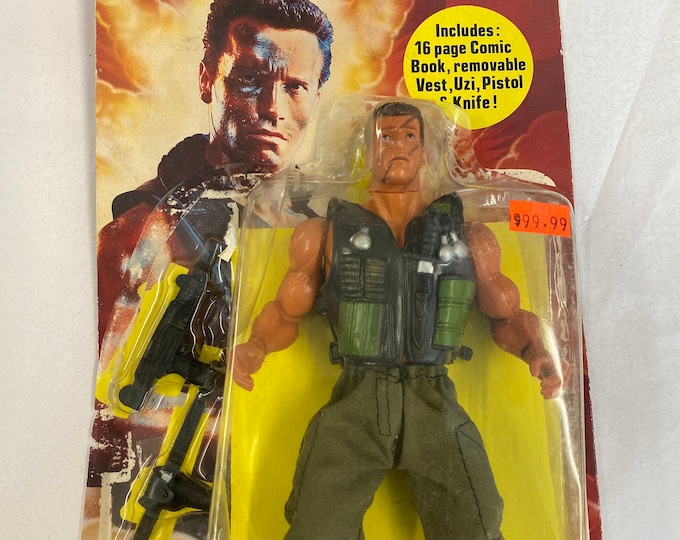 Includes:
16 page Comic
Book, removable
Vest, Uzi, Pistol
& Knife!
$99.99